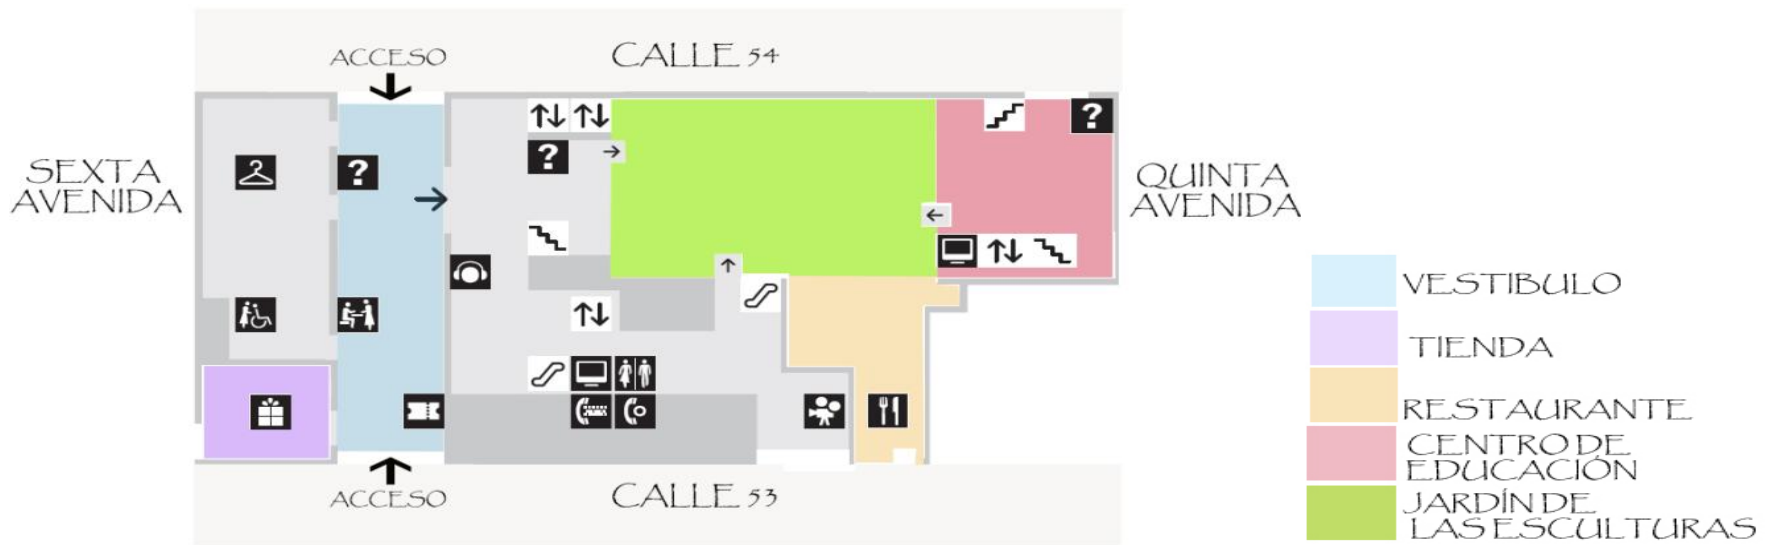 ACCESO
CALLE 54
SEXTA
AVENIDA
QUINTA
AVENIDA
?
?
?
ACCESO
CALLE 53
VESTIBULO
TIENDA
RESTAURANTE
CENTRO DE
EDUCACIÓN
JARDÍN DE
LAS ESCULTURAS